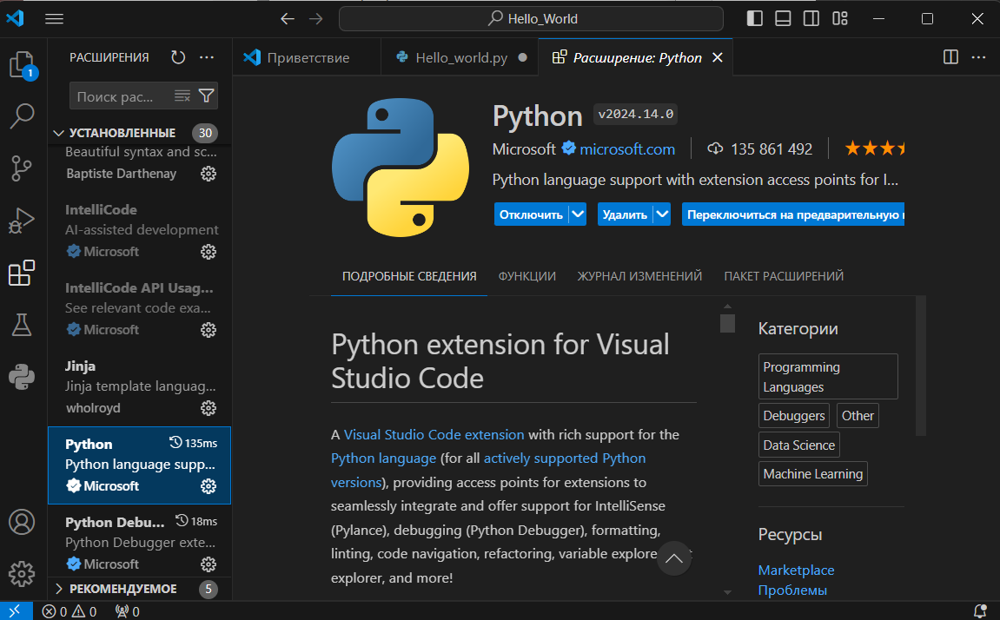 Hello_World
1
РАСШИРЕНИЯ
Поиск рас...
УСТАНОВЛЕННЫЕ 30
Beautiful syntax and sc...
Baptiste Darthenay
IntelliCode
AI-assisted development
Microsoft
IntelliCode API Usag...
See relevant code exa...
Microsoft
Jinja
Jinja template languag...
wholroyd
Python 135ms
Python language supp...
Microsoft
Python Debu... 18ms
Python Debugger exte...
Microsoft
РЕКОМЕНДУЕМОЕ 5
Приветствие Hello_world.py Расширение: Python
Python v2024.14.0
Microsoft microsoft.com 135 861 492
Python language support with extension access points for I...
Отключить Удалить Переключиться на предварительную
ПОДРОБНЫЕ СВЕДЕНИЯ ФУНКЦИИ ЖУРНАЛ ИЗМЕНЕНИЙ ПАКЕТ РАСШИРЕНИЙ
Python extension for Visual
Studio Code
A Visual Studio Code extension with rich support for the
Python language (for all actively supported Python
versions), providing access points for extensions to
seamlessly integrate and offer support for IntelliSense
(Pylance), debugging (Python Debugger), formatting,
linting, code navigation, refactoring, variable explore
explorer, and more!
Категории
Programming
Languages
Debuggers Other
Data Science
Machine Learning
Ресурсы
Marketplace
Проблемы
0 0 0